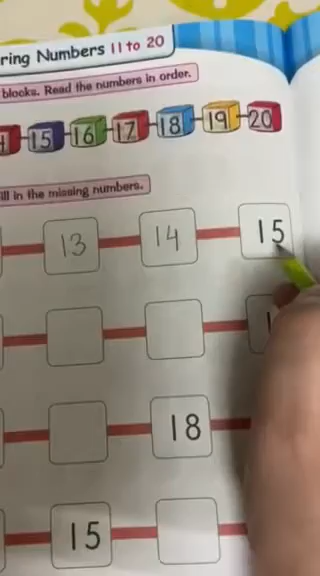 ring Numbers 11 to 20
blocks. Read the numbers in order.
15 16 17 18 19 20
ill in the missing numbers.
13 14 15
18
15